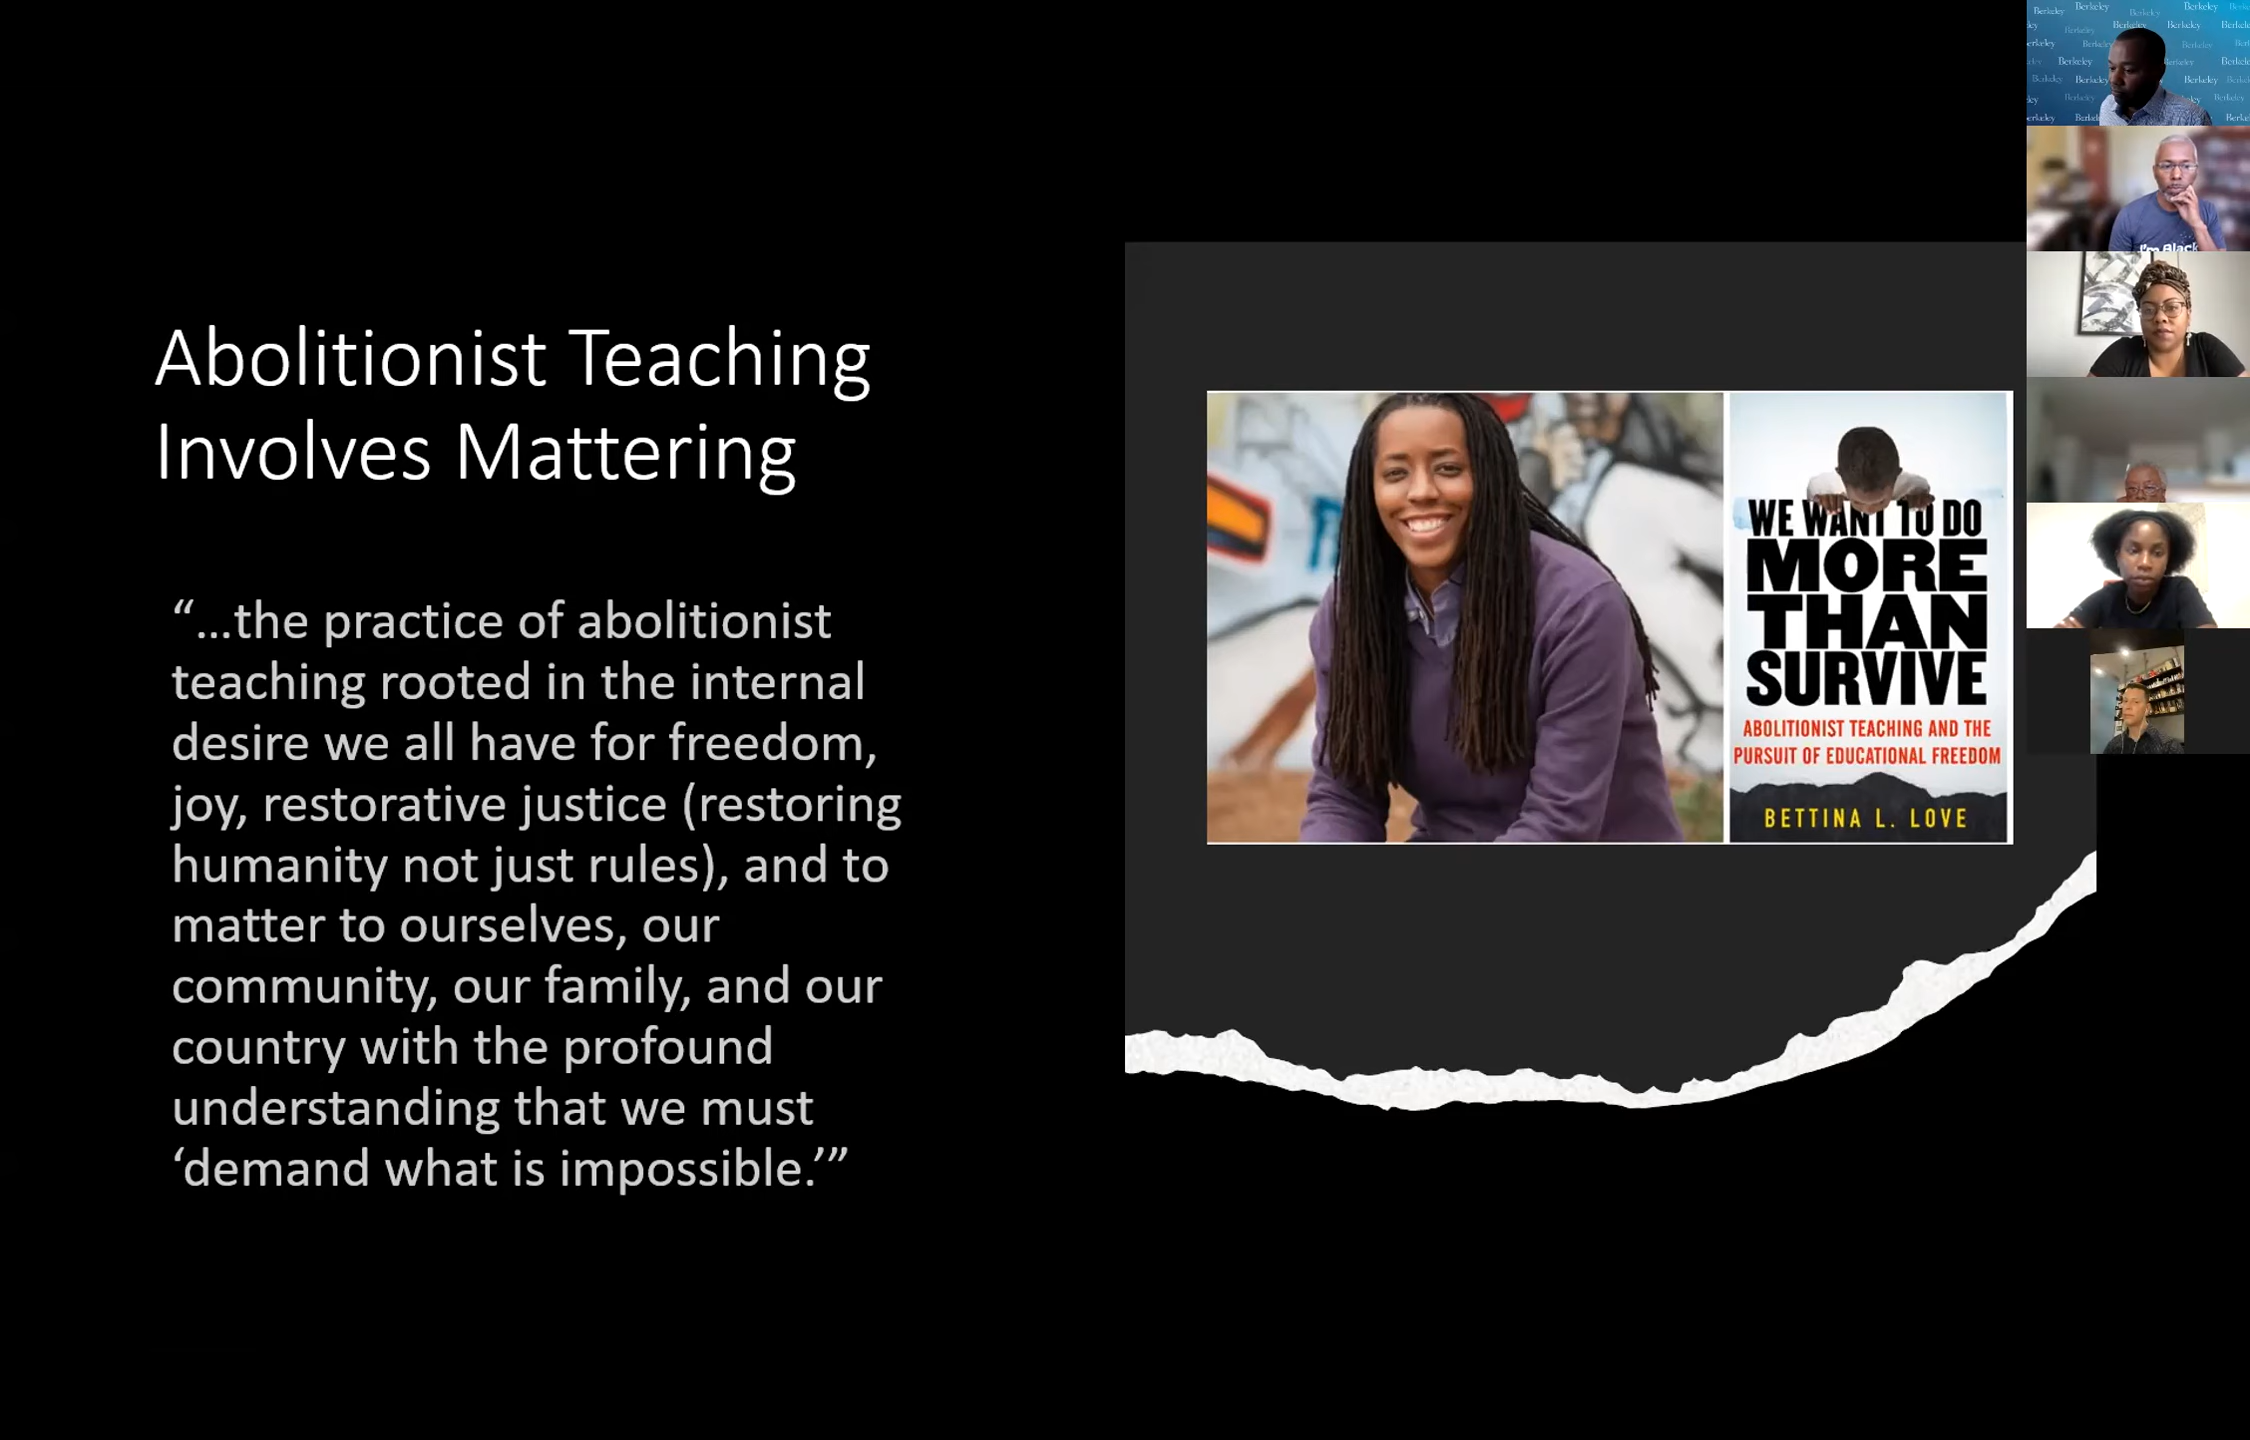 Abolitionist Teaching
Involves Mattering
“...the practice of abolitionist
teaching rooted in the internal
desire we all have for freedom,
joy, restorative justice (restoring
humanity not just rules), and to
matter to ourselves, our
community, our family, and our
country with the profound
understanding that we must
‘demand what is impossible.’”
WE WANT TO DO
MORE
THAN
SURVIVE
ABOLITIONIST TEACHING AND THE
PURSUIT OF EDUCATIONAL FREEDOM
BETTINA L. LOVE
Berkeley
I'm Black